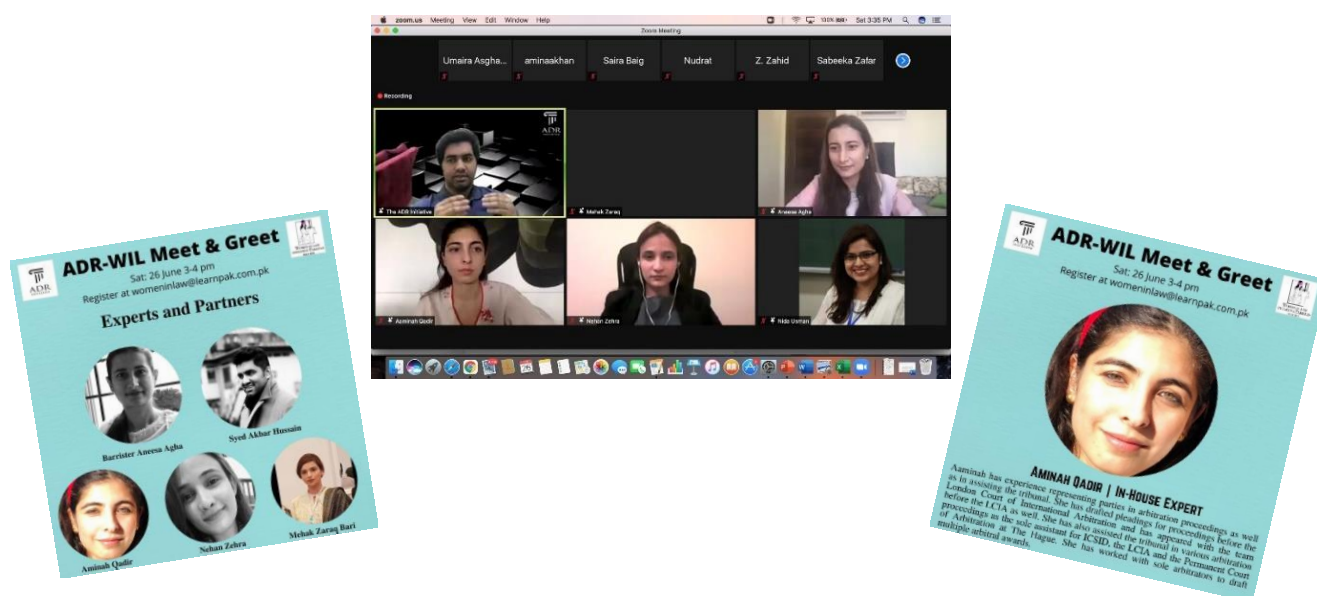 zoom.us Meeting View Edit Window Help
100%
Sat 3:35 PM
Zoom Meeting
Umaira Asgha...
aminaakhan
Saira Baig
Nudrat
Z. Zahid
Sabeeka Zafar
Recording
ADR
The ADR Initiative
Mehak Zaraq
Aneesa Agha
Aaminah Qadir
Nehan Zehra
Nida Usman
ADR
ADR-WIL Meet & Greet
Sat: 26 June 3-4 pm
Register at womeninlaw@learnpak.com.pk
Experts and Partners
Barrister Aneesa Agha
Syed Akbar Hussain
Aminah Qadir
Nehan Zehra
Mehak Zaraq Bari
ADR
ADR-WIL Meet & Greet
Sat: 26 June 3-4 pm
Register at womeninlaw@learnpak.com.pk
AMINAH QADIR | IN-HOUSE EXPERT
Aaminah has experience representing parties in arbitration proceedings as well
as in assisting the tribunal. She has drafted pleadings for proceedings before the
London Court of International Arbitration and has appeared with the team
before the LCIA as well. She has also assisted the tribunal in various arbitration
proceedings as the sole assistant for ICSID, the LCIA and the Permanent Court
of Arbitration at The Hague. She has worked with sole arbitrators to draft
multiple arbitral awards.